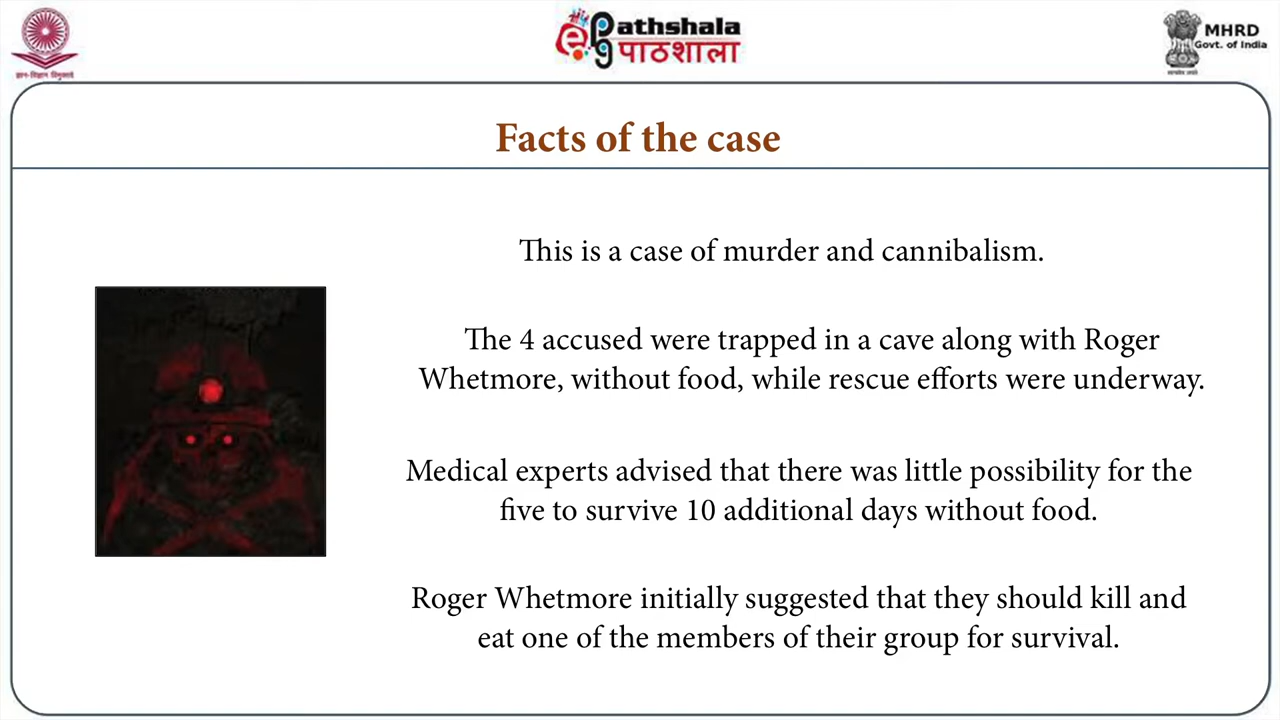 ज्ञान-विज्ञान विमुक्तये
ePathshala
पाठशाला
MHRD
Govt. of India
Facts of the case
This is a case of murder and cannibalism.
The 4 accused were trapped in a cave along with Roger
Whetmore, without food, while rescue efforts were underway.
Medical experts advised that there was little possibility for the
five to survive 10 additional days without food.
Roger Whetmore initially suggested that they should kill and
eat one of the members of their group for survival.